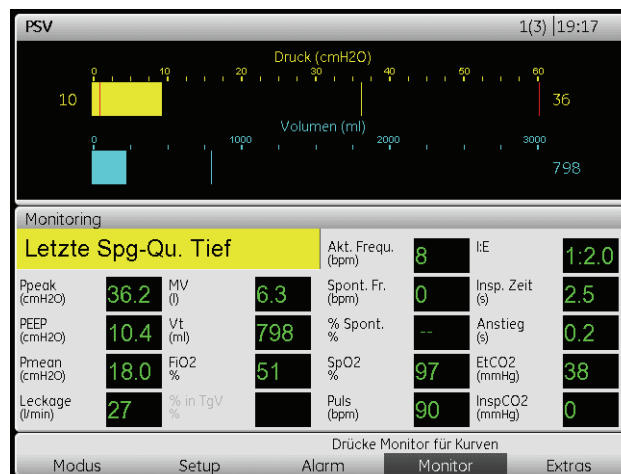 PSV 1(3) 19:17
Druck (cmH2O)
0 10 20 30 40 50 60
10 36
Volumen (ml)
0 1000 2000 3000
798
Monitoring
Letzte Spg-Qu. Tief
Akt. Frequ. (bpm) 8 I:E 1:2.0
Ppeak (cmH2O) 36.2 MV (l) 6.3 Spont. Fr. (bpm) 0 Insp. Zeit (s) 2.5
PEEP (cmH2O) 10.4 Vt (ml) 798 % Spont. % -- Anstieg (s) 0.2
Pmean (cmH2O) 18.0 FiO2 % 51 SpO2 % 97 EtCO2 (mmHg) 38
Leckage (l/min) 27 % in TgV % Puls (bpm) 90 InspCO2 (mmHg) 0
Drücke Monitor für Kurven
Modus Setup Alarm Monitor Extras